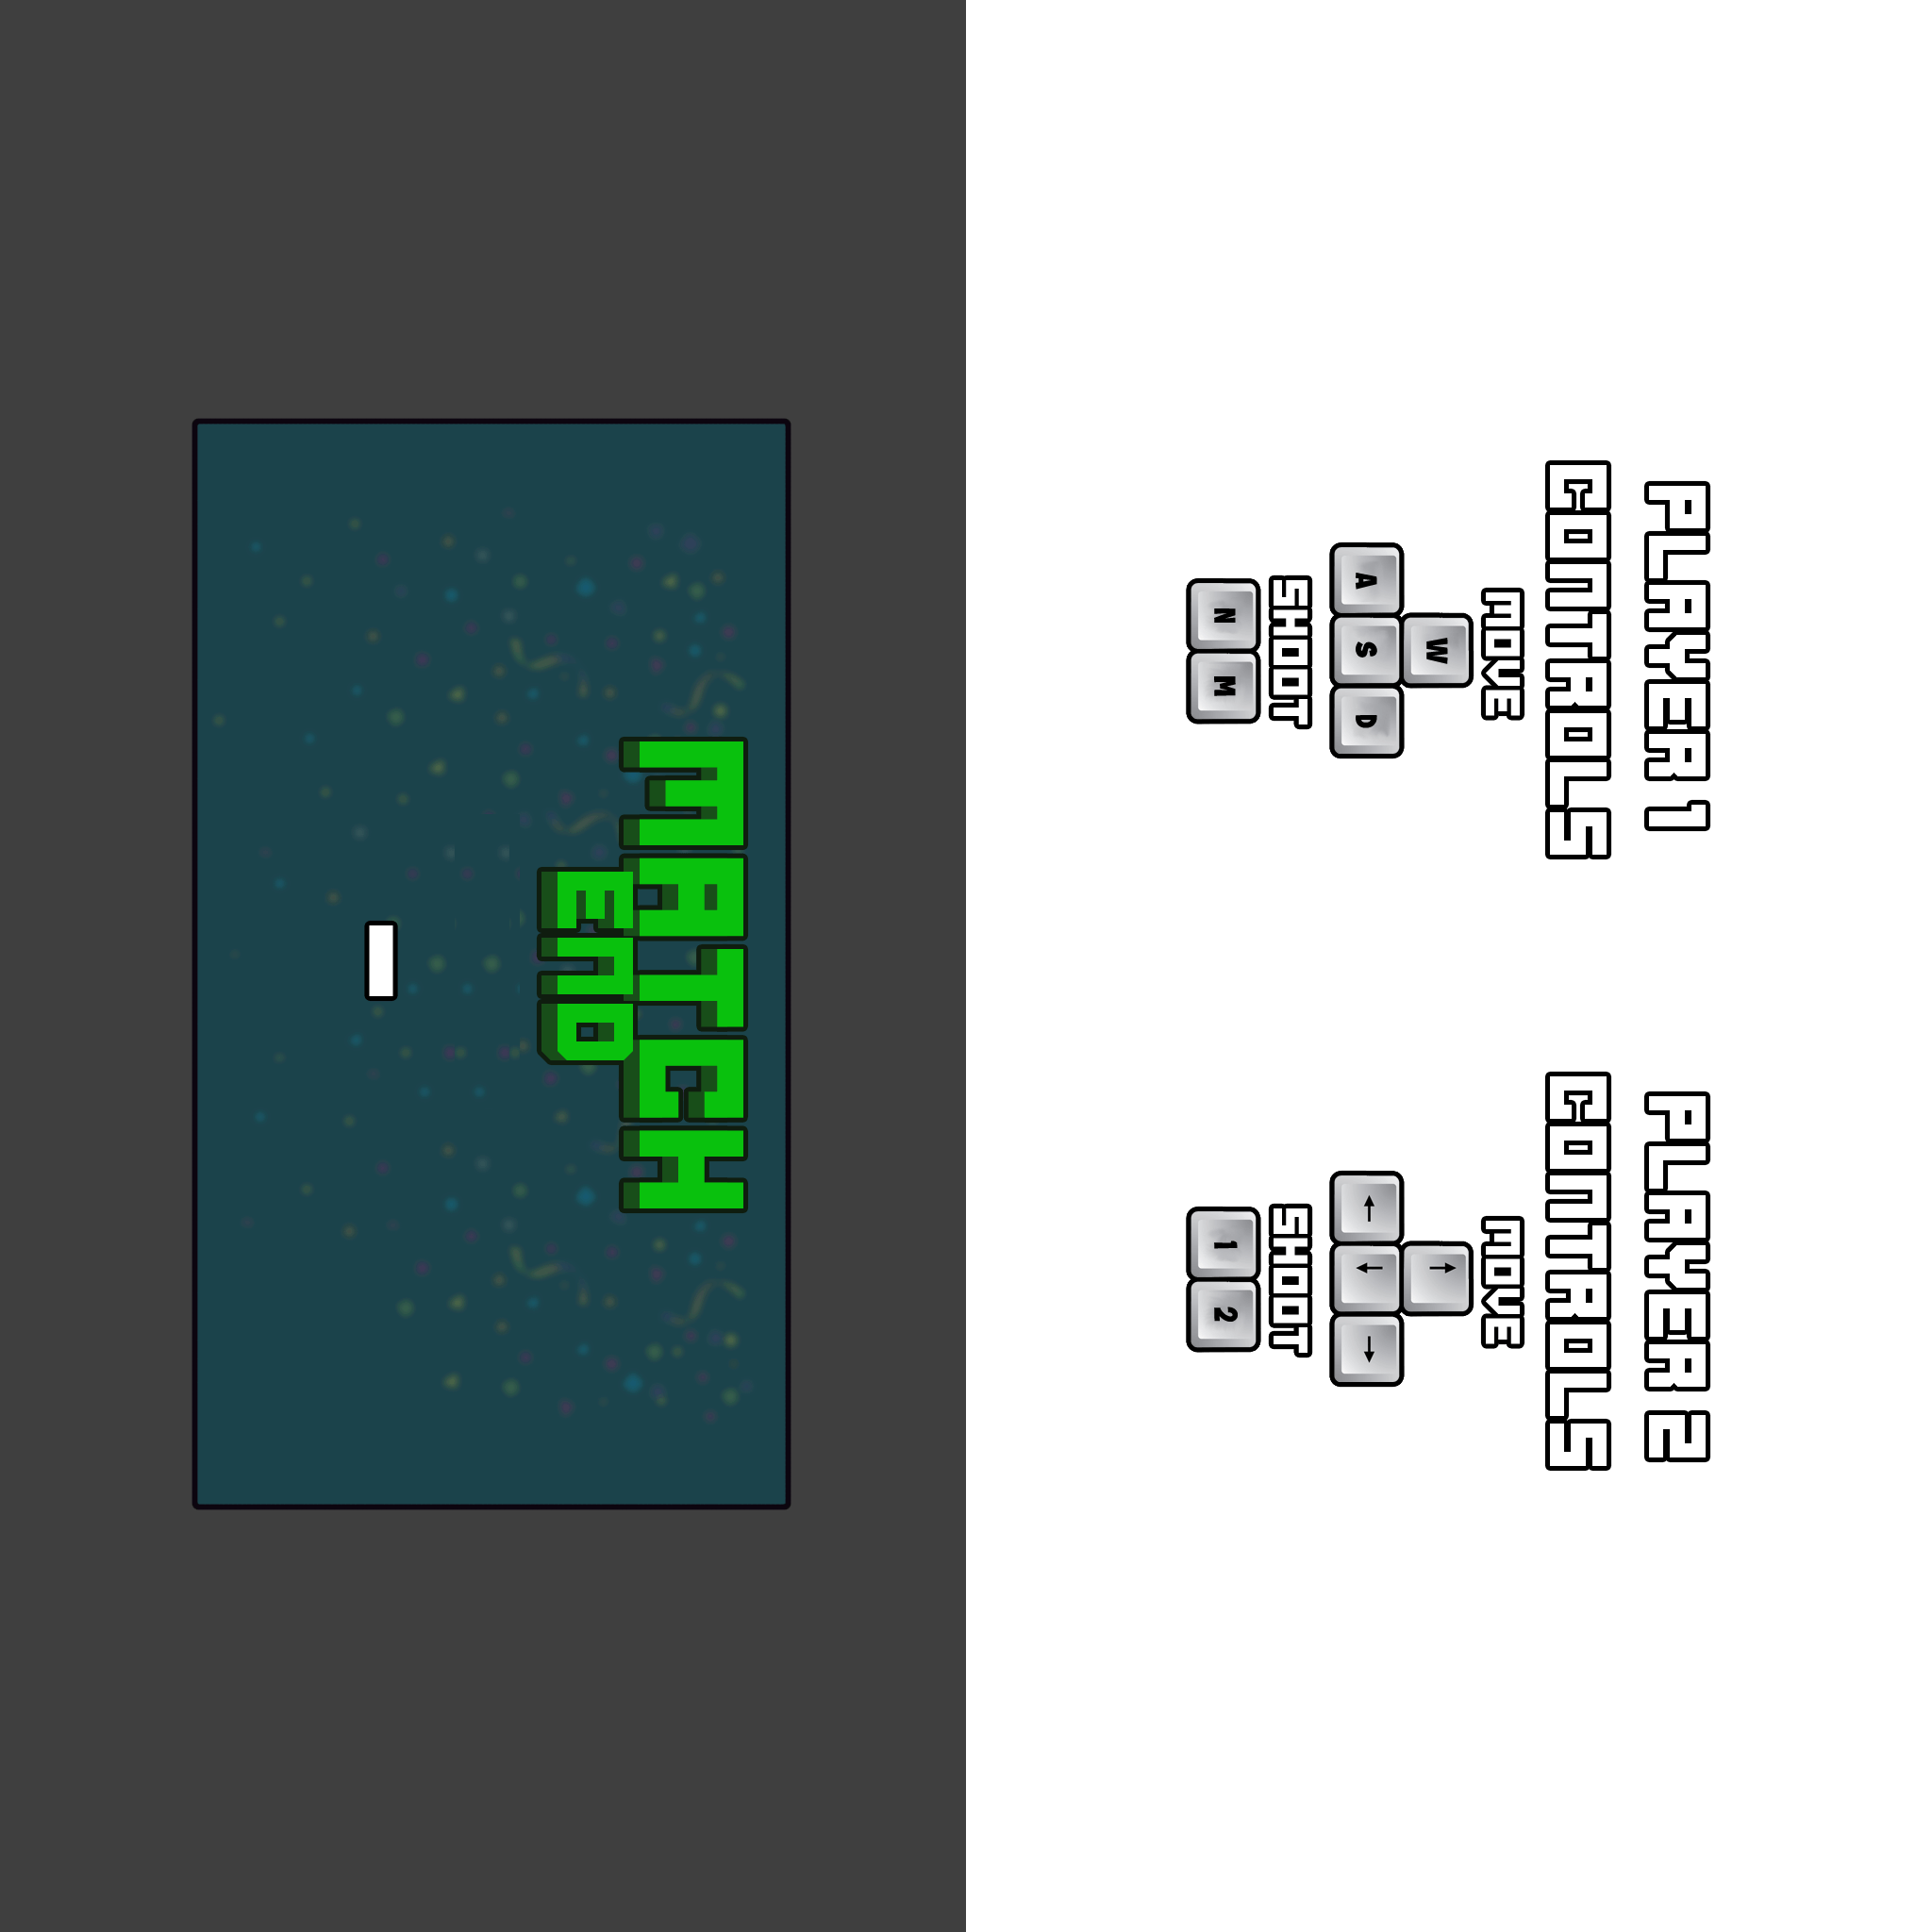 PLAYER 1
CONTROLS
MOVE
W
A S D
SHOOT
N M
PLAYER 2
CONTROLS
MOVE
↑
← ↓ →
SHOOT
1 2
MATCH
END
-